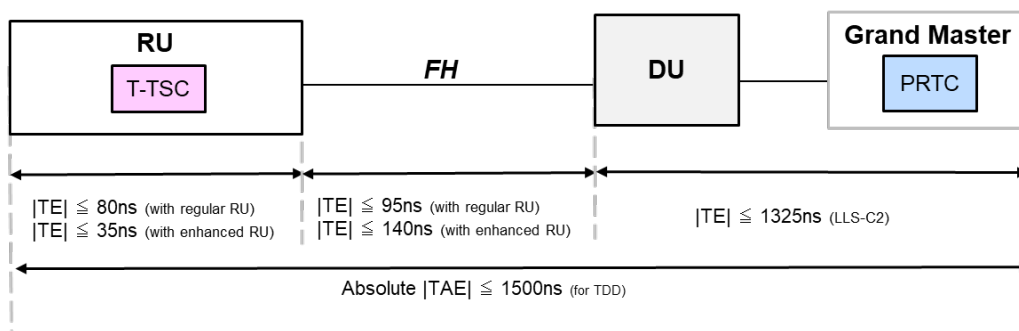 RU
T-TSC
FH
DU
Grand Master
PRTC
|TE| ≦ 80ns (with regular RU)
|TE| ≦ 35ns (with enhanced RU)
|TE| ≦ 95ns (with regular RU)
|TE| ≦ 140ns (with enhanced RU)
|TE| ≦ 1325ns (LLS-C2)
Absolute |TAE| ≦ 1500ns (for TDD)